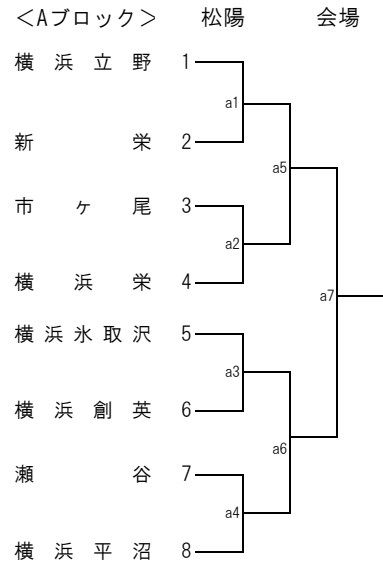 <Aブロック> 松陽 会場
横浜立野 1
a1
新栄 2
a5
市ヶ尾 3
a2
横浜栄 4
a7
横浜氷取沢 5
a3
横浜創英 6
a6
瀬谷 7
a4
横浜平沼 8